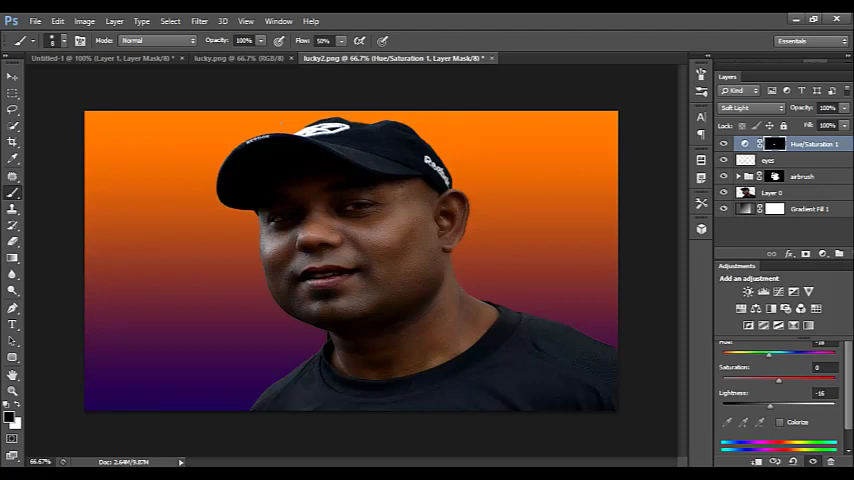 Ps File Edit Image Layer Type Select Filter 3D View Window Help
8 Mode: Normal Opacity: 100% Flow: 50% Essentials
Untitled-1 @ 100% (Layer 1, Layer Mask/8) * × lucky.png @ 66.7% (RGB/8) × lucky2.png @ 66.7% (Hue/Saturation 1, Layer Mask/8) * ×
Layers
Kind
Soft Light Opacity: 100%
Lock: Fill: 100%
Hue/Saturation 1
eyes
airbrush
Layer 0
Gradient Fill 1
fx
Adjustments
Add an adjustment
Hue: -18
Saturation: 0
Lightness: -16
Colorize
66.67% Doc: 2.64M/9.87M